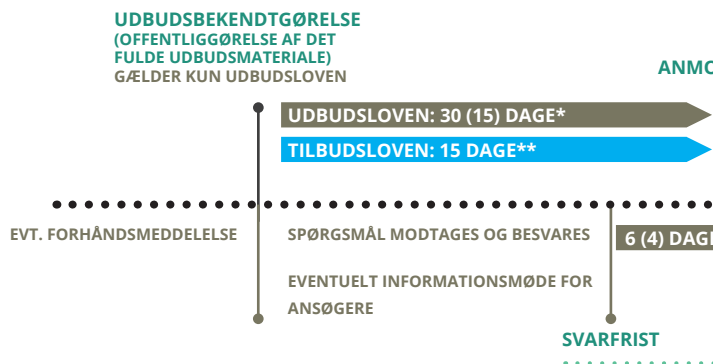 UDBUDSBEKENDTGØRELSE
(OFFENTLIGGØRELSE AF DET
FULDE UDBUDSMATERIALE)
GÆLDER KUN UDBUDSLOVEN
ANMO
UDBUDSLOVEN: 30 (15) DAGE*
TILBUDSLOVEN: 15 DAGE**
EVT. FORHÅNDSMEDDELELSE
SPØRGSMÅL MODTAGES OG BESVARES
6 (4) DAGE
EVENTUELT INFORMATIONSMØDE FOR
ANSØGERE
SVARFRIST